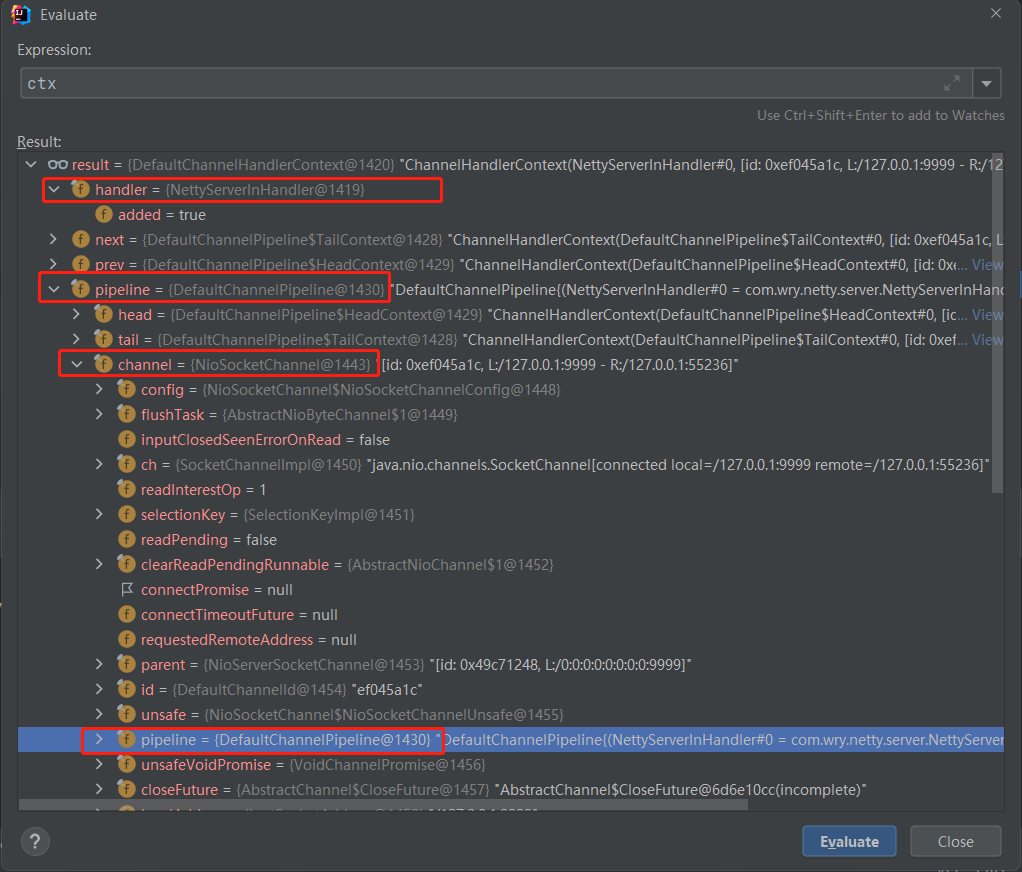 Evaluate
Expression:
ctx
Use Ctrl+Shift+Enter to add to Watches
Result:
result = {DefaultChannelHandlerContext@1420} "ChannelHandlerContext(NettyServerInHandler#0, [id: 0xef045a1c, L:/127.0.0.1:9999 - R:/12
handler = {NettyServerInHandler@1419}
added = true
next = {DefaultChannelPipeline$TailContext@1428} "ChannelHandlerContext(DefaultChannelPipeline$TailContext#0, [id: 0xef045a1c, L
prev = {DefaultChannelPipeline$HeadContext@1429} "ChannelHandlerContext(DefaultChannelPipeline$HeadContext#0, [id: 0x‹... View
pipeline = {DefaultChannelPipeline@1430} "DefaultChannelPipeline{(NettyServerInHandler#0 = com.wry.netty.server.NettyServerInHand
head = {DefaultChannelPipeline$HeadContext@1429} "ChannelHandlerContext(DefaultChannelPipeline$HeadContext#0, [ic... View
tail = {DefaultChannelPipeline$TailContext@1428} "ChannelHandlerContext(DefaultChannelPipeline$TailContext#0, [id: 0xef... View
channel = {NioSocketChannel@1443} "[id: 0xef045a1c, L:/127.0.0.1:9999 - R:/127.0.0.1:55236]"
config = {NioSocketChannel$NioSocketChannelConfig@1448}
flushTask = {AbstractNioByteChannel$1@1449}
inputClosedSeenErrorOnRead = false
ch = {SocketChannelImpl@1450} "java.nio.channels.SocketChannel[connected local=/127.0.0.1:9999 remote=/127.0.0.1:55236]"
readInterestOp = 1
selectionKey = {SelectionKeyImpl@1451}
readPending = false
clearReadPendingRunnable = {AbstractNioChannel$1@1452}
connectPromise = null
connectTimeoutFuture = null
requestedRemoteAddress = null
parent = {NioServerSocketChannel@1453} "[id: 0x49c71248, L:/0:0:0:0:0:0:0:0:9999]"
id = {DefaultChannelId@1454} "ef045a1c"
unsafe = {NioSocketChannel$NioSocketChannelUnsafe@1455}
pipeline = {DefaultChannelPipeline@1430} "DefaultChannelPipeline{(NettyServerInHandler#0 = com.wry.netty.server.NettyServer
unsafeVoidPromise = {VoidChannelPromise@1456}
closeFuture = {AbstractChannel$CloseFuture@1457} "AbstractChannel$CloseFuture@6d6e10cc(incomplete)"
?
Evaluate
Close